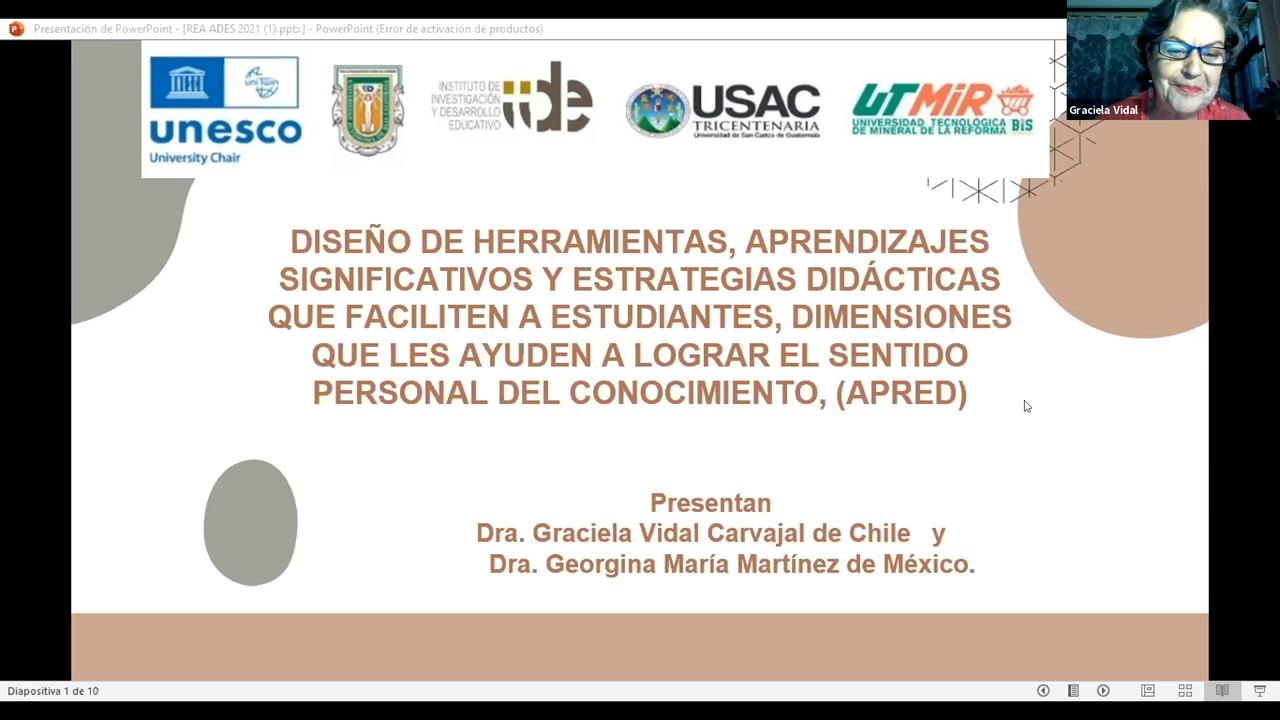 Presentación de PowerPoint - [REA ADES 2021 (1).pptx] - PowerPoint (Error de activación de productos)
Graciela Vidal
unesco
University Chair
uniTwin
INSTITUTO DE
INVESTIGACIÓN
Y DESARROLLO
EDUCATIVO
iide
USAC
TRICENTENARIA
Universidad de San Carlos de Guatemala
UTMiR
UNIVERSIDAD TECNOLÓGICA
DE MINERAL DE LA REFORMA
BIS
DISEÑO DE HERRAMIENTAS, APRENDIZAJES
SIGNIFICATIVOS Y ESTRATEGIAS DIDÁCTICAS
QUE FACILITEN A ESTUDIANTES, DIMENSIONES
QUE LES AYUDEN A LOGRAR EL SENTIDO
PERSONAL DEL CONOCIMIENTO, (APRED)
Presentan
Dra. Graciela Vidal Carvajal de Chile y
Dra. Georgina María Martínez de México.
Diapositiva 1 de 10